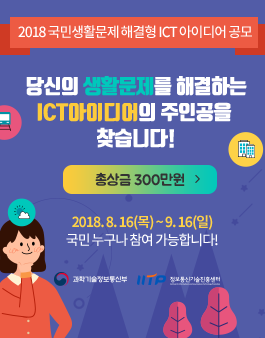 2018 국민생활문제 해결형 ICT 아이디어 공모
당신의 생활문제를 해결하는
ICT아이디어의 주인공을
찾습니다!
총상금 300만원 >
2018. 8. 16(목) ~ 9. 16(일)
국민 누구나 참여 가능합니다!
과학기술정보통신부 IITP 정보통신기술진흥센터